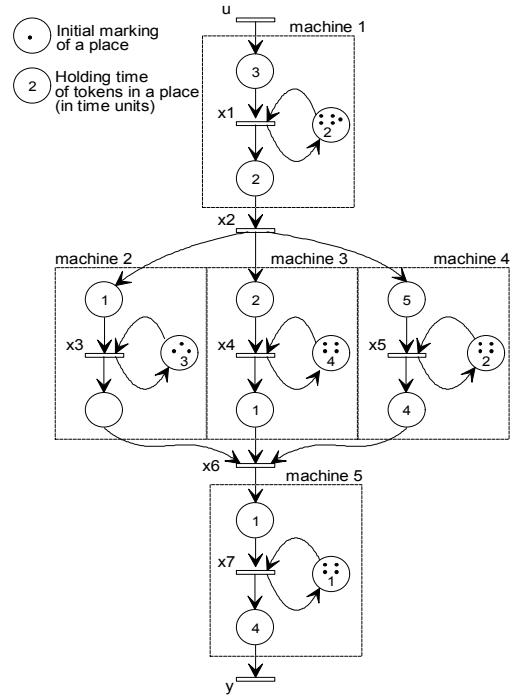 u
machine 1
Initial marking
of a place
2
Holding time
of tokens in a place
(in time units)
3
x1
2
2
x2
machine 2
machine 3
machine 4
1
2
5
x3
3
x4
4
x5
2
1
4
x6
machine 5
1
x7
1
4
y